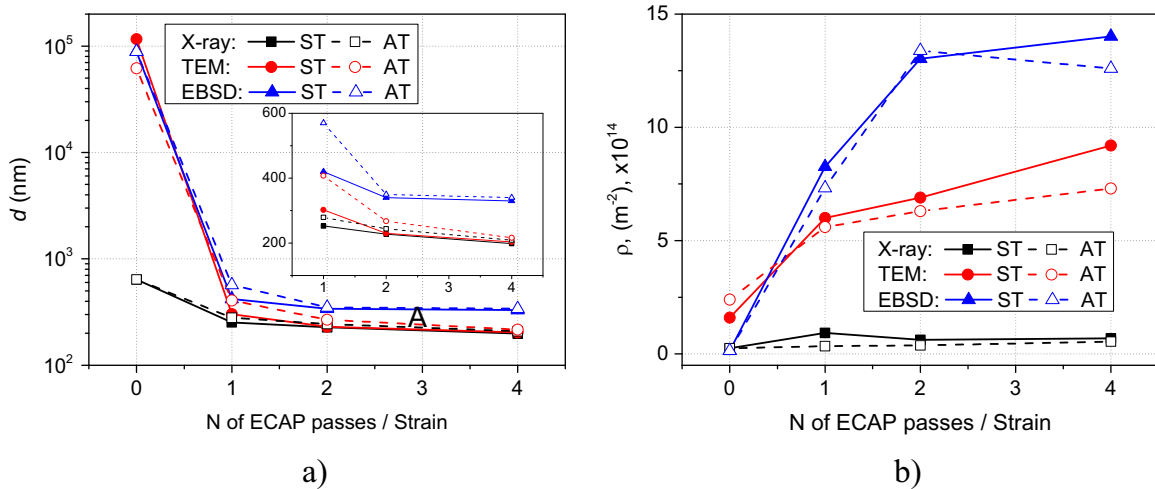 10^5
10^4
10^3
10^2
d (nm)
X-ray: ST AT
TEM: ST AT
EBSD: ST AT
600
400
200
0 1 2 3 4
A
0 1 2 3 4
N of ECAP passes / Strain
a)
15
10
5
0
ρ, (m^-2), x10^14
X-ray: ST AT
TEM: ST AT
EBSD: ST AT
0 1 2 3 4
N of ECAP passes / Strain
b)